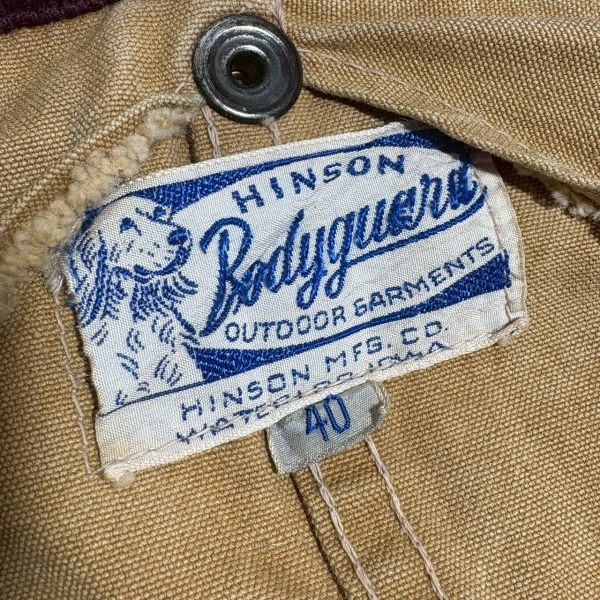 HINSON
Bodyguard
OUTDOOR GARMENTS
HINSON MFG. CO.
WATERLOO, IOWA
40